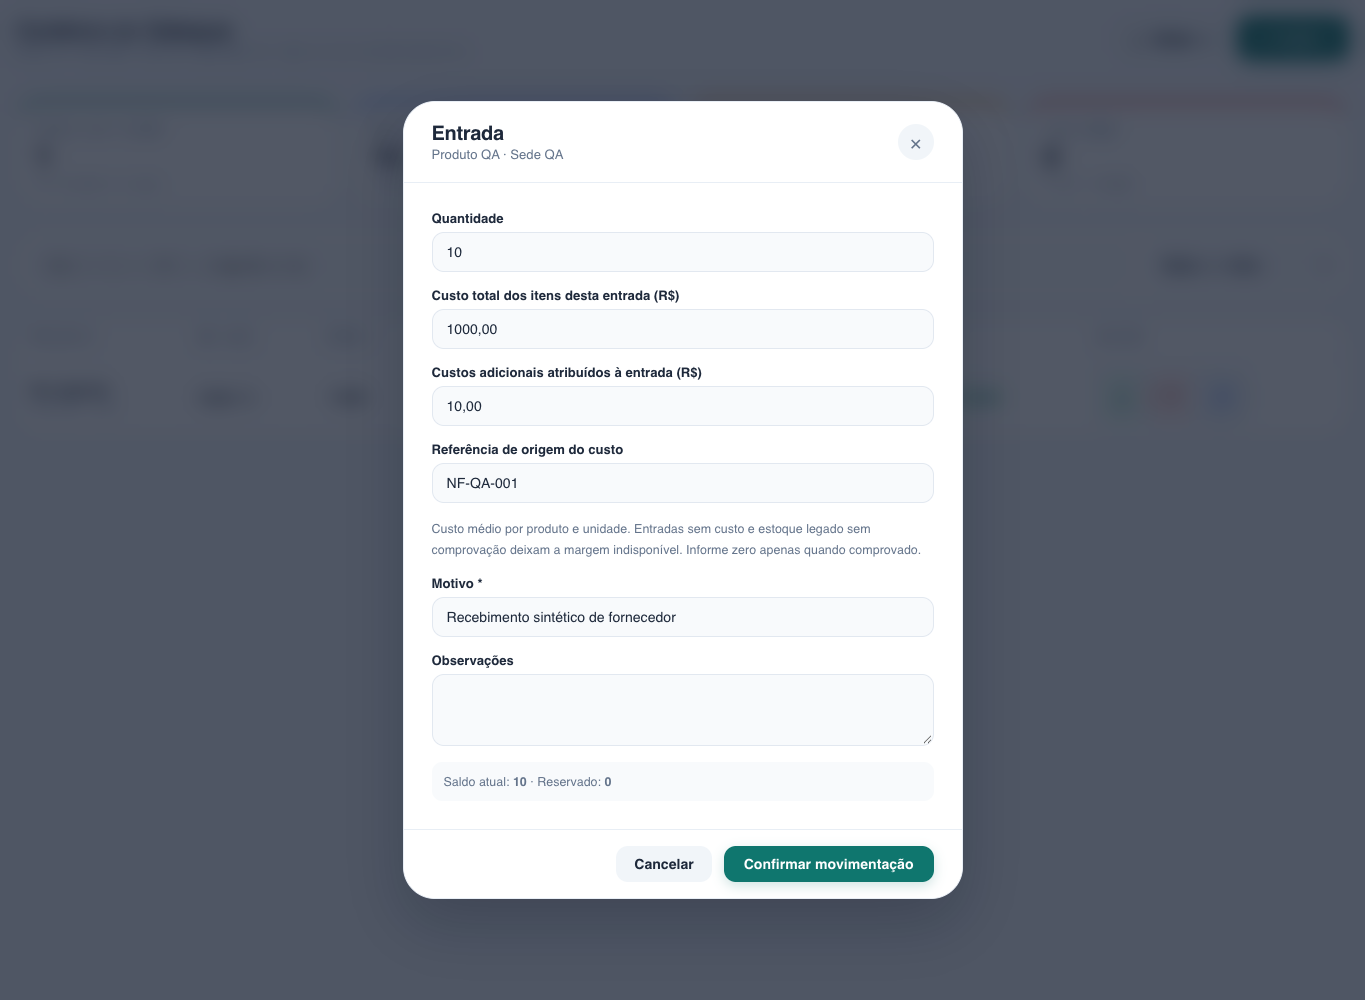 Entrada
Produto QA · Sede QA
×
Quantidade
10
Custo total dos itens desta entrada (R$)
1000,00
Custos adicionais atribuídos à entrada (R$)
10,00
Referência de origem do custo
NF-QA-001
Custo médio por produto e unidade. Entradas sem custo e estoque legado sem
comprovação deixam a margem indisponível. Informe zero apenas quando comprovado.
Motivo *
Recebimento sintético de fornecedor
Observações
Saldo atual: 10 · Reservado: 0
Cancelar
Confirmar movimentação